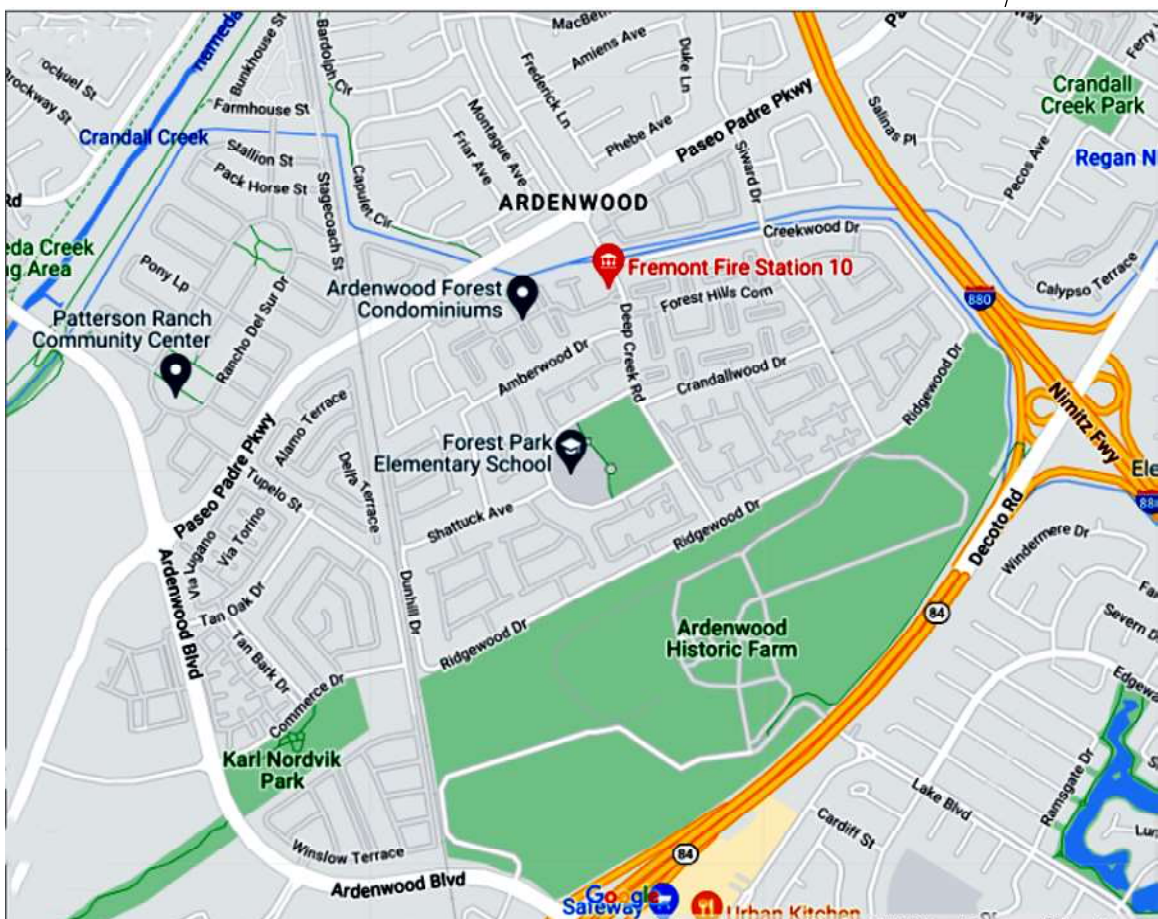 MacBeth
Amiens Ave
Duke Ln
Frederick Ln
Montague Ave
Friar Ave
Phebe Ave
Paseo Padre Pkwy
Siward Dr
Salinas Pl
Pecos Ave
Crandall
Creek Park
Bunkhouse St
Bardolph Cir
Brockway St
Farmhouse St
Crandall Creek
Stallion St
Pack Horse St
Stagecoach St
Capulet Cir
ARDENWOOD
Creekwood Dr
Rd
Pony Lp
Rancho Del Sur Dr
Ardenwood Forest
Condominiums
Fremont Fire Station 10
Forest Hills Com
880
Calypso Terrace
Patterson Ranch
Community Center
Deep Creek Rd
Amberwood Dr
Crandallwood Dr
Ridgewood Dr
Nimitz Fwy
Alamo Terrace
Forest Park
Elementary School
Paseo Padre Pkwy
Tupelo St
Della Terrace
Shattuck Ave
Ridgewood Dr
Decoto Rd
Windermere Dr
Via Lugano
Via Torino
Ardenwood Blvd
Tan Oak Dr
Tan Bark Dr
Dunhill Dr
Ridgewood Dr
Ardenwood
Historic Farm
84
Commerce Dr
Karl Nordvik
Park
Ramsgate Dr
Lake Blvd
Cardiff St
Winslow Terrace
Ardenwood Blvd
84
Google
Safeway
Urban Kitchen